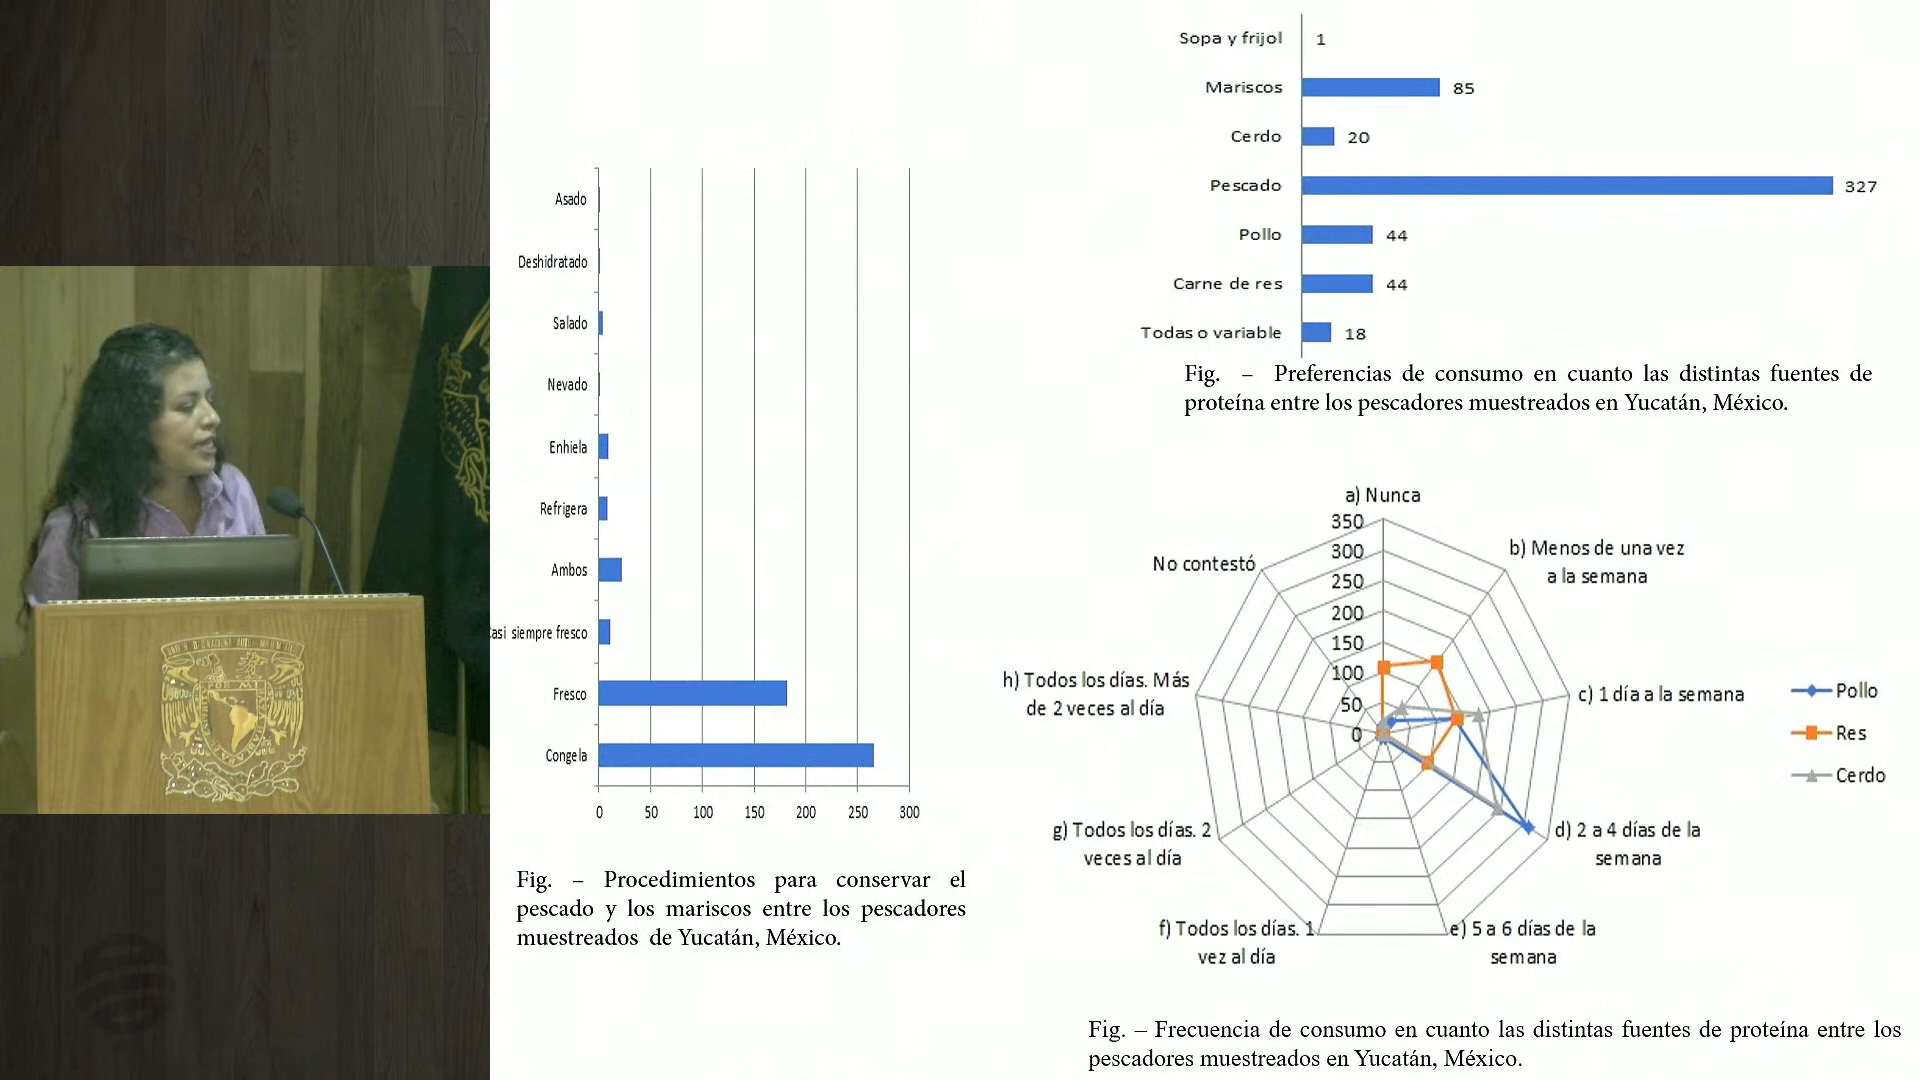 Asado
Deshidratado
Salado
Nevado
Enhiela
Refrigera
Ambos
asi siempre fresco
Fresco
Congela
0 50 100 150 200 250 300
Fig. – Procedimientos para conservar el
pescado y los mariscos entre los pescadores
muestreados de Yucatán, México.
Sopa y frijol 1
Mariscos 85
Cerdo 20
Pescado 327
Pollo 44
Carne de res 44
Todas o variable 18
Fig. – Preferencias de consumo en cuanto las distintas fuentes de
proteína entre los pescadores muestreados en Yucatán, México.
a) Nunca
b) Menos de una vez
a la semana
c) 1 día a la semana
d) 2 a 4 días de la
semana
e) 5 a 6 días de la
semana
f) Todos los días. 1
vez al día
g) Todos los días. 2
veces al día
h) Todos los días. Más
de 2 veces al día
No contestó
350
300
250
200
150
100
50
0
Pollo
Res
Cerdo
Fig. – Frecuencia de consumo en cuanto las distintas fuentes de proteína entre los
pescadores muestreados en Yucatán, México.